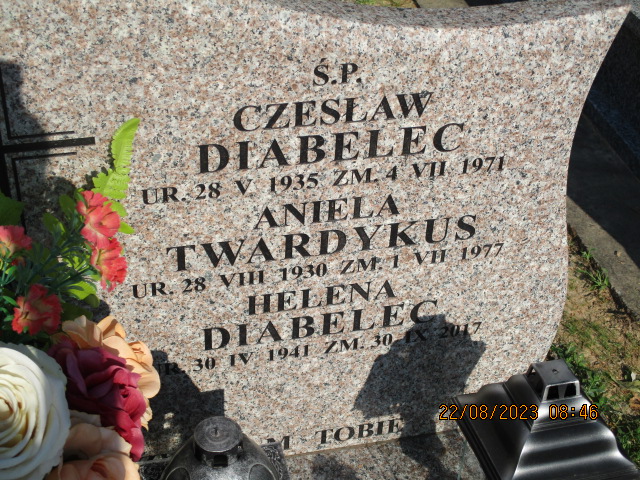 Ś.P.
CZESŁAW
DIABELEC
UR. 28 V 1935 ZM. 4 VII 1971
ANIELA
TWARDYKUS
UR. 28 VIII 1930 ZM. 1 VII 1977
HELENA
DIABELEC
UR. 30 IV 1941 ZM. 30 IX 2017
TOBIE
22/08/2023 08:46